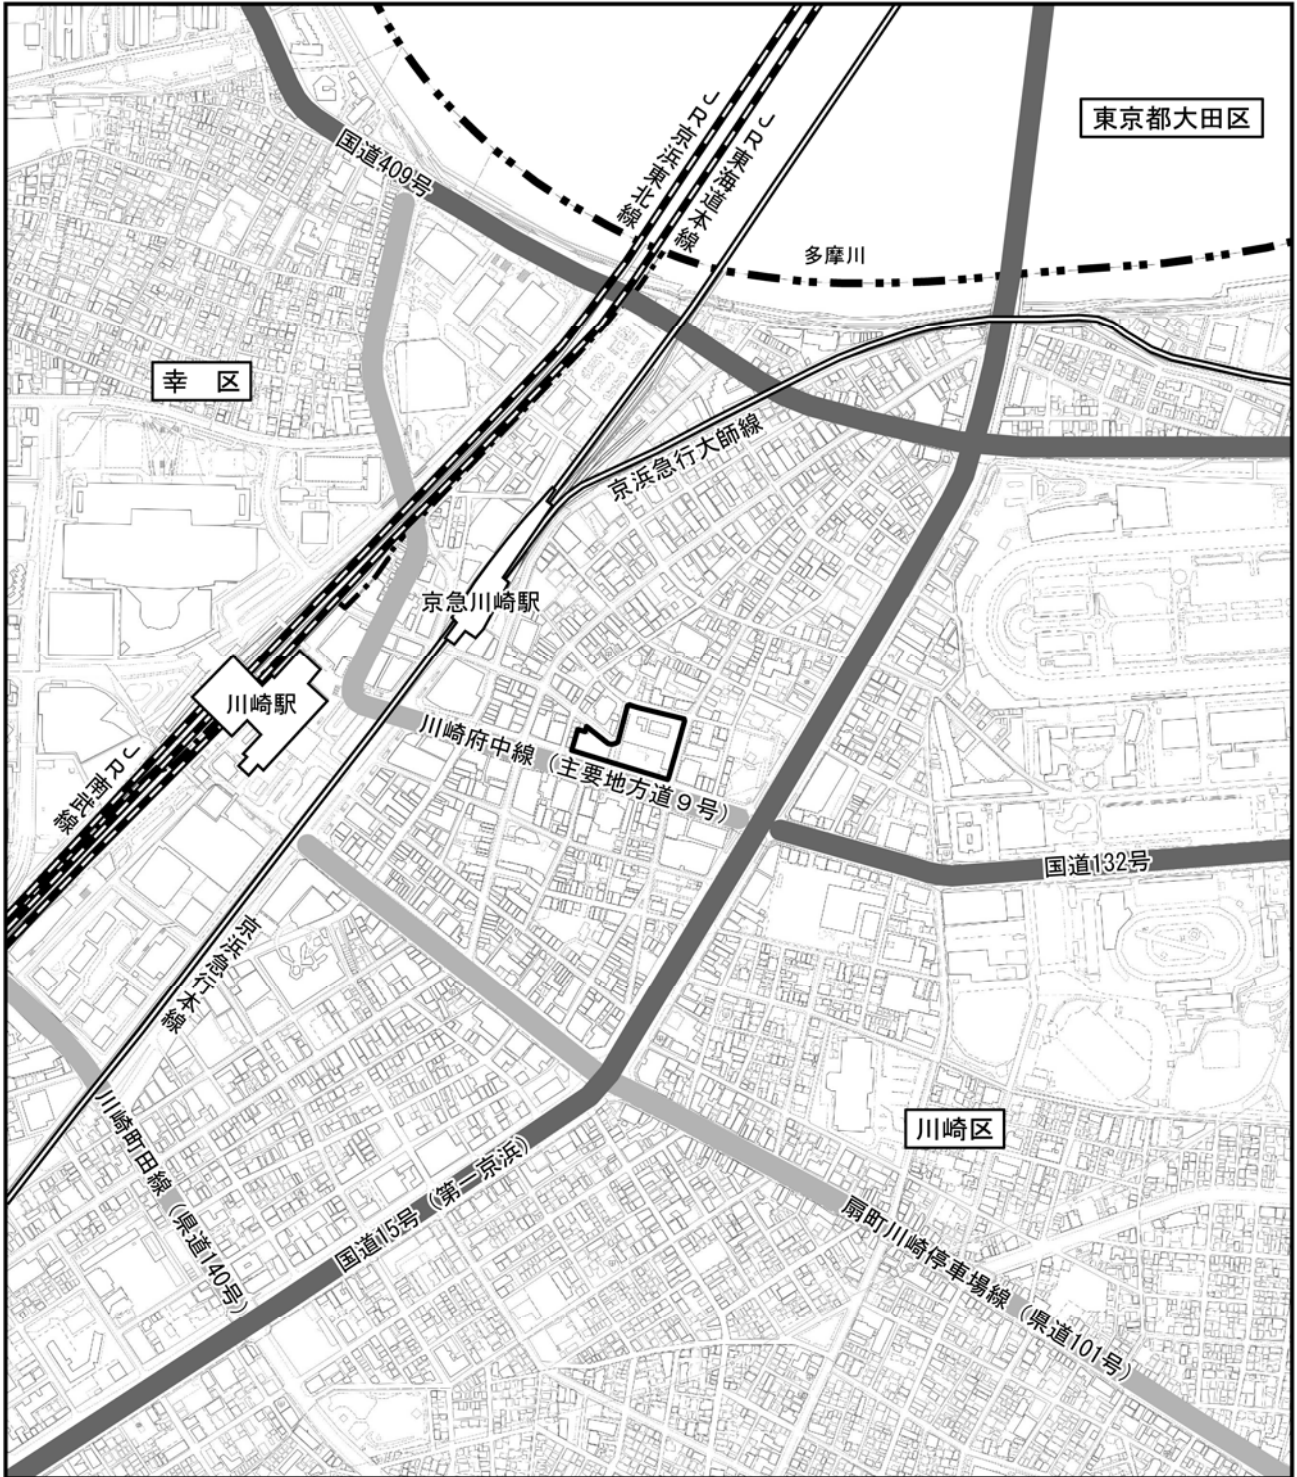 東京都大田区
国道409号
JR京浜東北線
JR東海道本線
多摩川
幸 区
京浜急行大師線
京急川崎駅
川崎駅
川崎府中線(主要地方道9号)
JR南武線
国道132号
京浜急行本線
川崎町田線(県道140号)
国道15号(第一京浜)
川崎区
扇町川崎停車場線(県道101号)